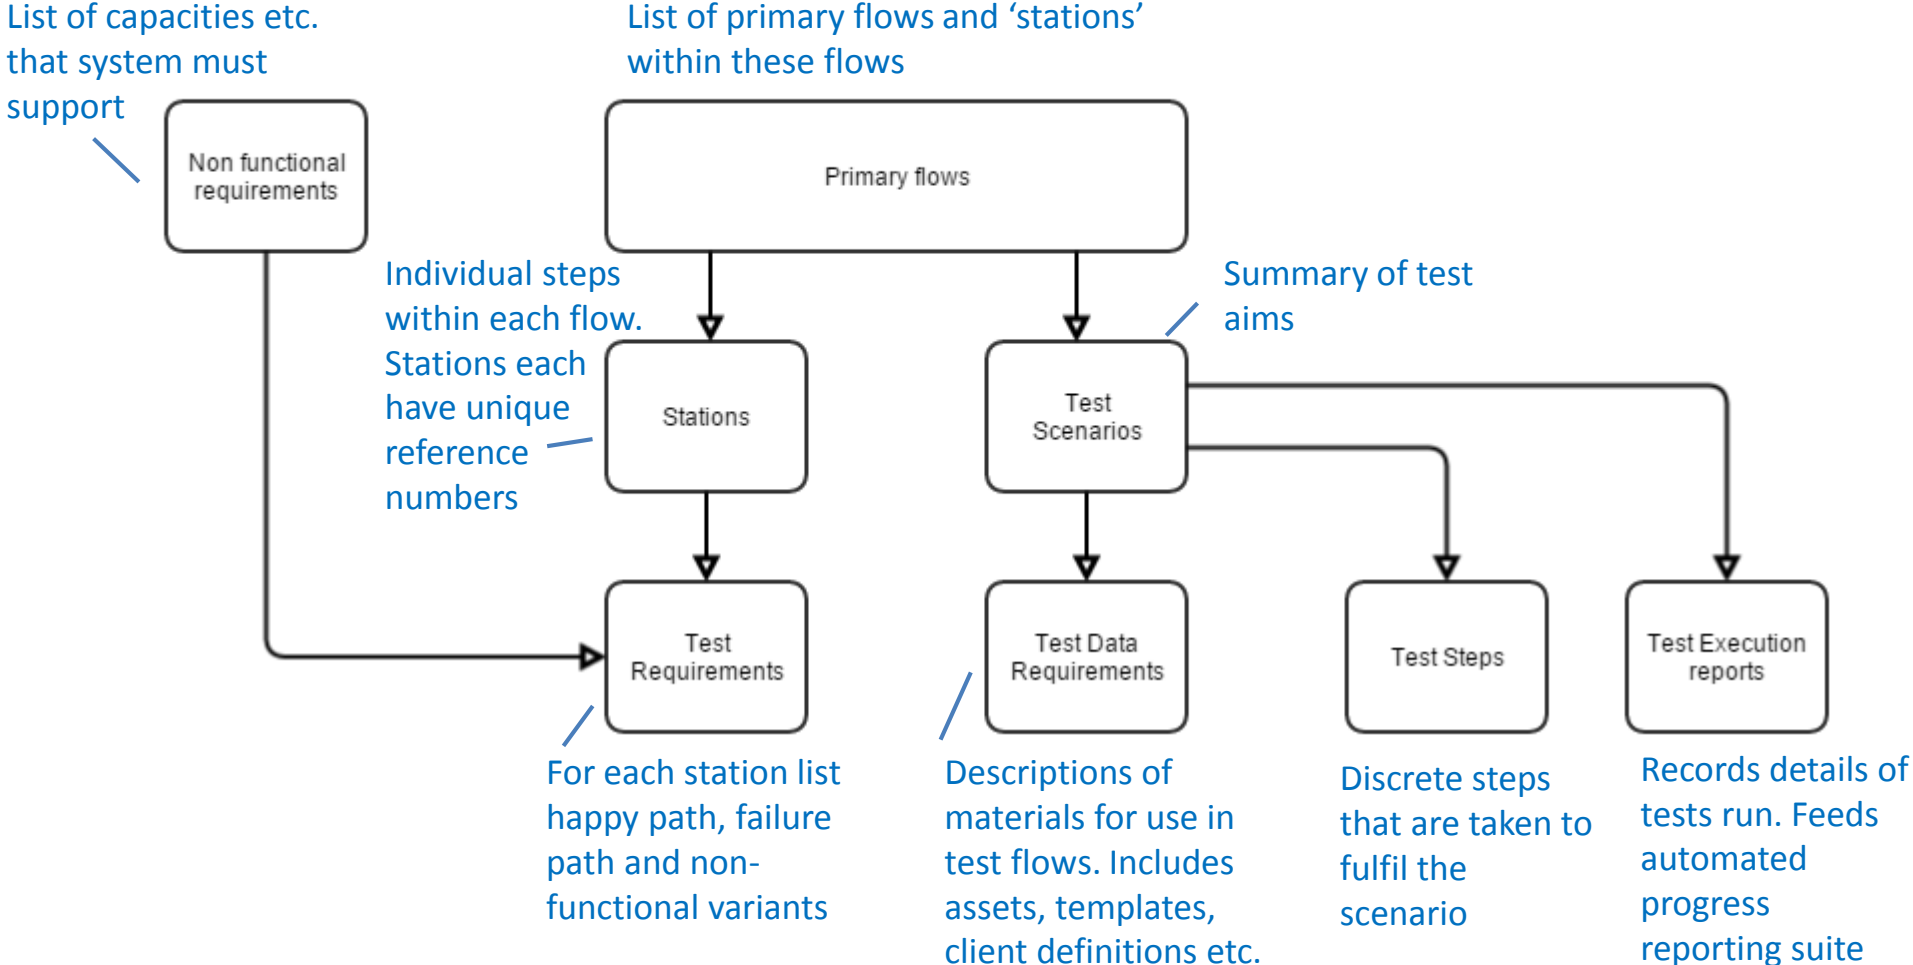 List of capacities etc.
that system must
support
List of primary flows and ‘stations’
within these flows
Non functional
requirements
Primary flows
Individual steps
within each flow.
Stations each
have unique
reference
numbers
Summary of test
aims
Stations
Test
Scenarios
Test
Requirements
Test Data
Requirements
Test Steps
Test Execution
reports
For each station list
happy path, failure
path and non-
functional variants
Descriptions of
materials for use in
test flows. Includes
assets, templates,
client definitions etc.
Discrete steps
that are taken to
fulfil the
scenario
Records details of
tests run. Feeds
automated
progress
reporting suite